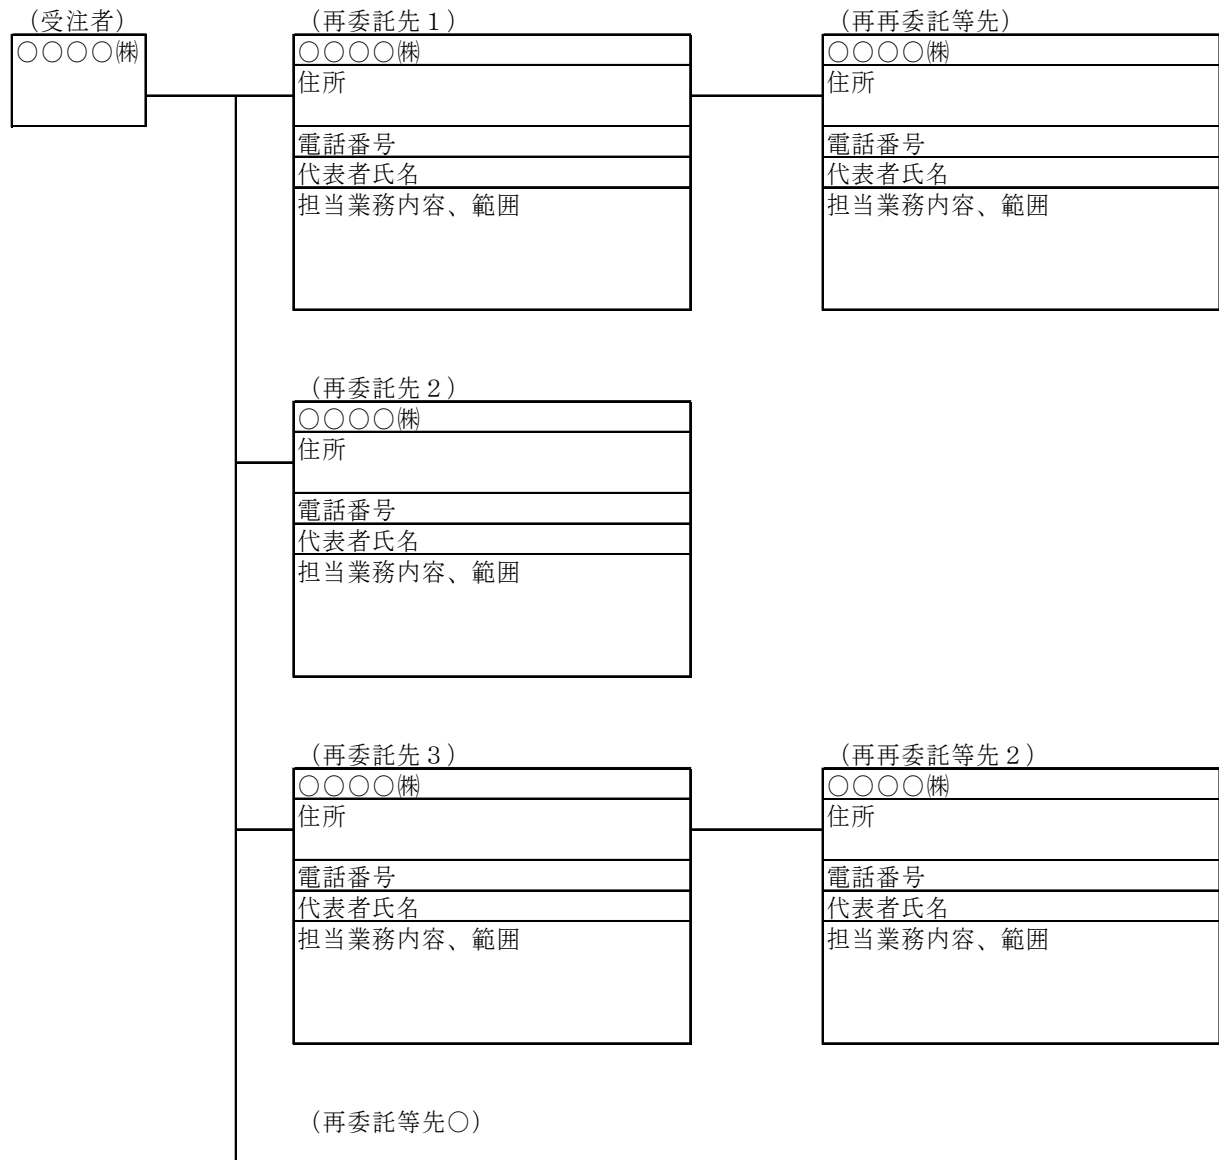 （受注者）
○○○○㈱
（再委託先１）
○○○○㈱
住所
電話番号
代表者氏名
担当業務内容、範囲
（再再委託等先）
○○○○㈱
住所
電話番号
代表者氏名
担当業務内容、範囲
（再委託先２）
○○○○㈱
住所
電話番号
代表者氏名
担当業務内容、範囲
（再委託先３）
○○○○㈱
住所
電話番号
代表者氏名
担当業務内容、範囲
（再再委託等先２）
○○○○㈱
住所
電話番号
代表者氏名
担当業務内容、範囲
（再委託等先○）